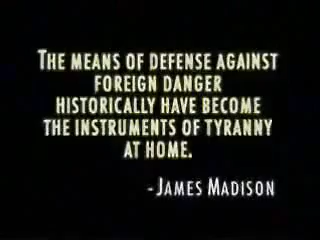 THE MEANS OF DEFENSE AGAINST
FOREIGN DANGER
HISTORICALLY HAVE BECOME
THE INSTRUMENTS OF TYRANNY
AT HOME.
-JAMES MADISON